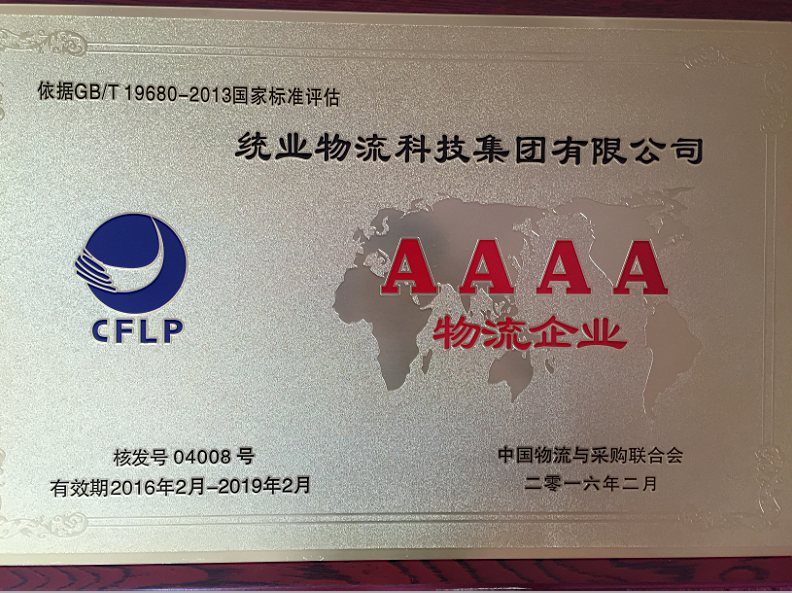 依据GB/T 19680-2013国家标准评估
统业物流科技集团有限公司
AAAA
物流企业
CFLP
核发号 04008 号
有效期2016年2月-2019年2月
中国物流与采购联合会
二零一六年二月